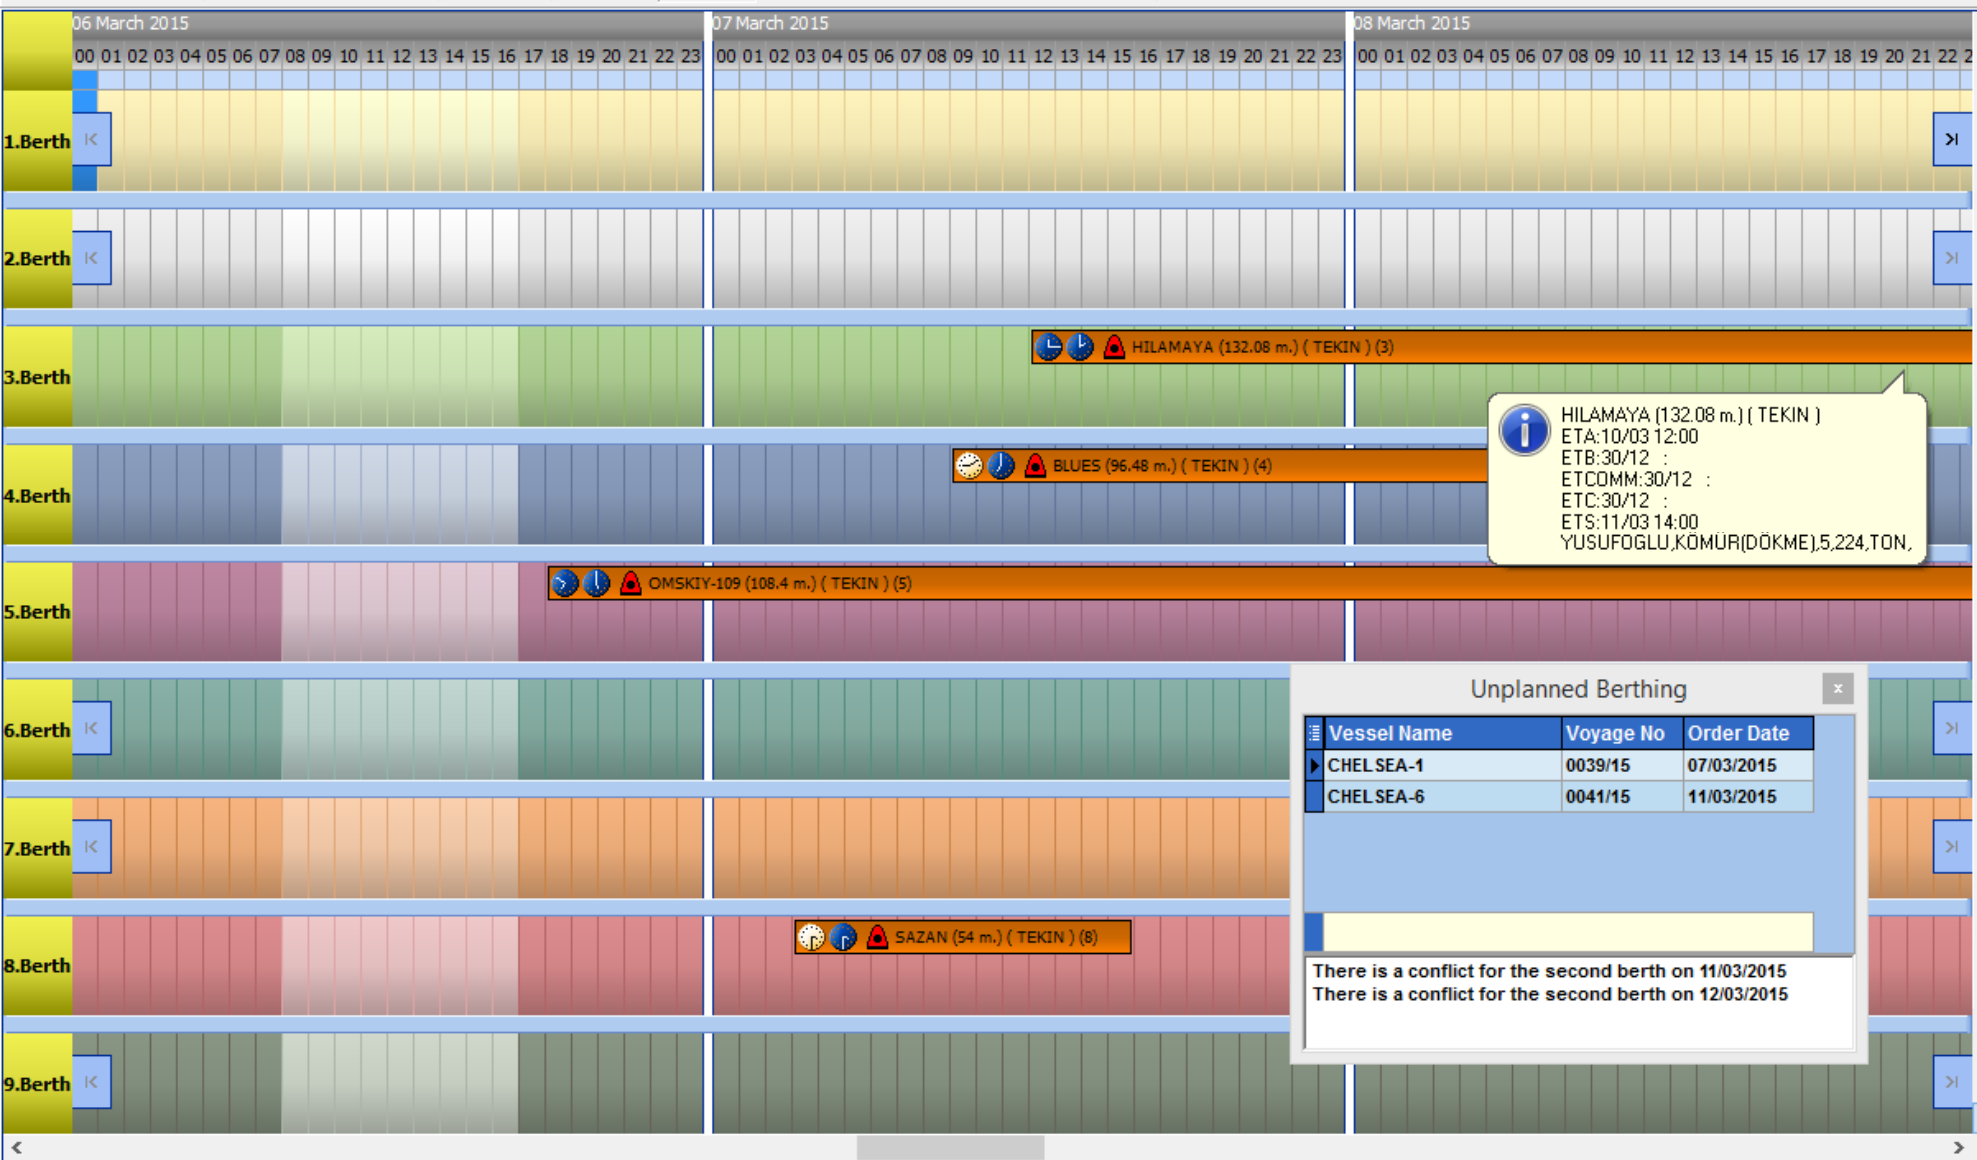 06 March 2015
07 March 2015
08 March 2015
00 01 02 03 04 05 06 07 08 09 10 11 12 13 14 15 16 17 18 19 20 21 22 23
00 01 02 03 04 05 06 07 08 09 10 11 12 13 14 15 16 17 18 19 20 21 22 23
00 01 02 03 04 05 06 07 08 09 10 11 12 13 14 15 16 17 18 19 20 21 22 2
1.Berth
2.Berth
3.Berth
HILAMAYA (132.08 m.) ( TEKIN ) (3)
HILAMAYA (132.08 m.) ( TEKIN )
ETA:10/03 12:00
ETB:30/12 :
ETCOMM:30/12 :
ETC:30/12 :
ETS:11/03 14:00
YUSUFOGLU,KÖMÜR(DÖKME),5,224,TON,
4.Berth
BLUES (96.48 m.) ( TEKIN ) (4)
5.Berth
OMSKIY-109 (108.4 m.) ( TEKIN ) (5)
6.Berth
7.Berth
8.Berth
SAZAN (54 m.) ( TEKIN ) (8)
9.Berth
Unplanned Berthing
x
Vessel Name Voyage No Order Date
CHELSEA-1 0039/15 07/03/2015
CHELSEA-6 0041/15 11/03/2015
There is a conflict for the second berth on 11/03/2015
There is a conflict for the second berth on 12/03/2015